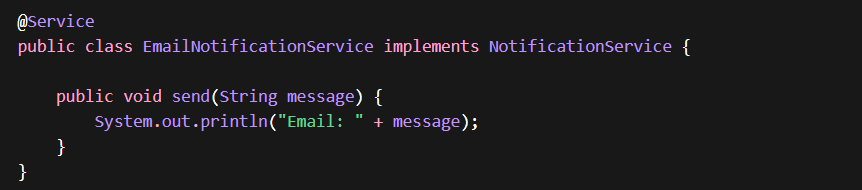 @Service
public class EmailNotificationService implements NotificationService {
    public void send(String message) {
        System.out.println("Email: " + message);
    }
}